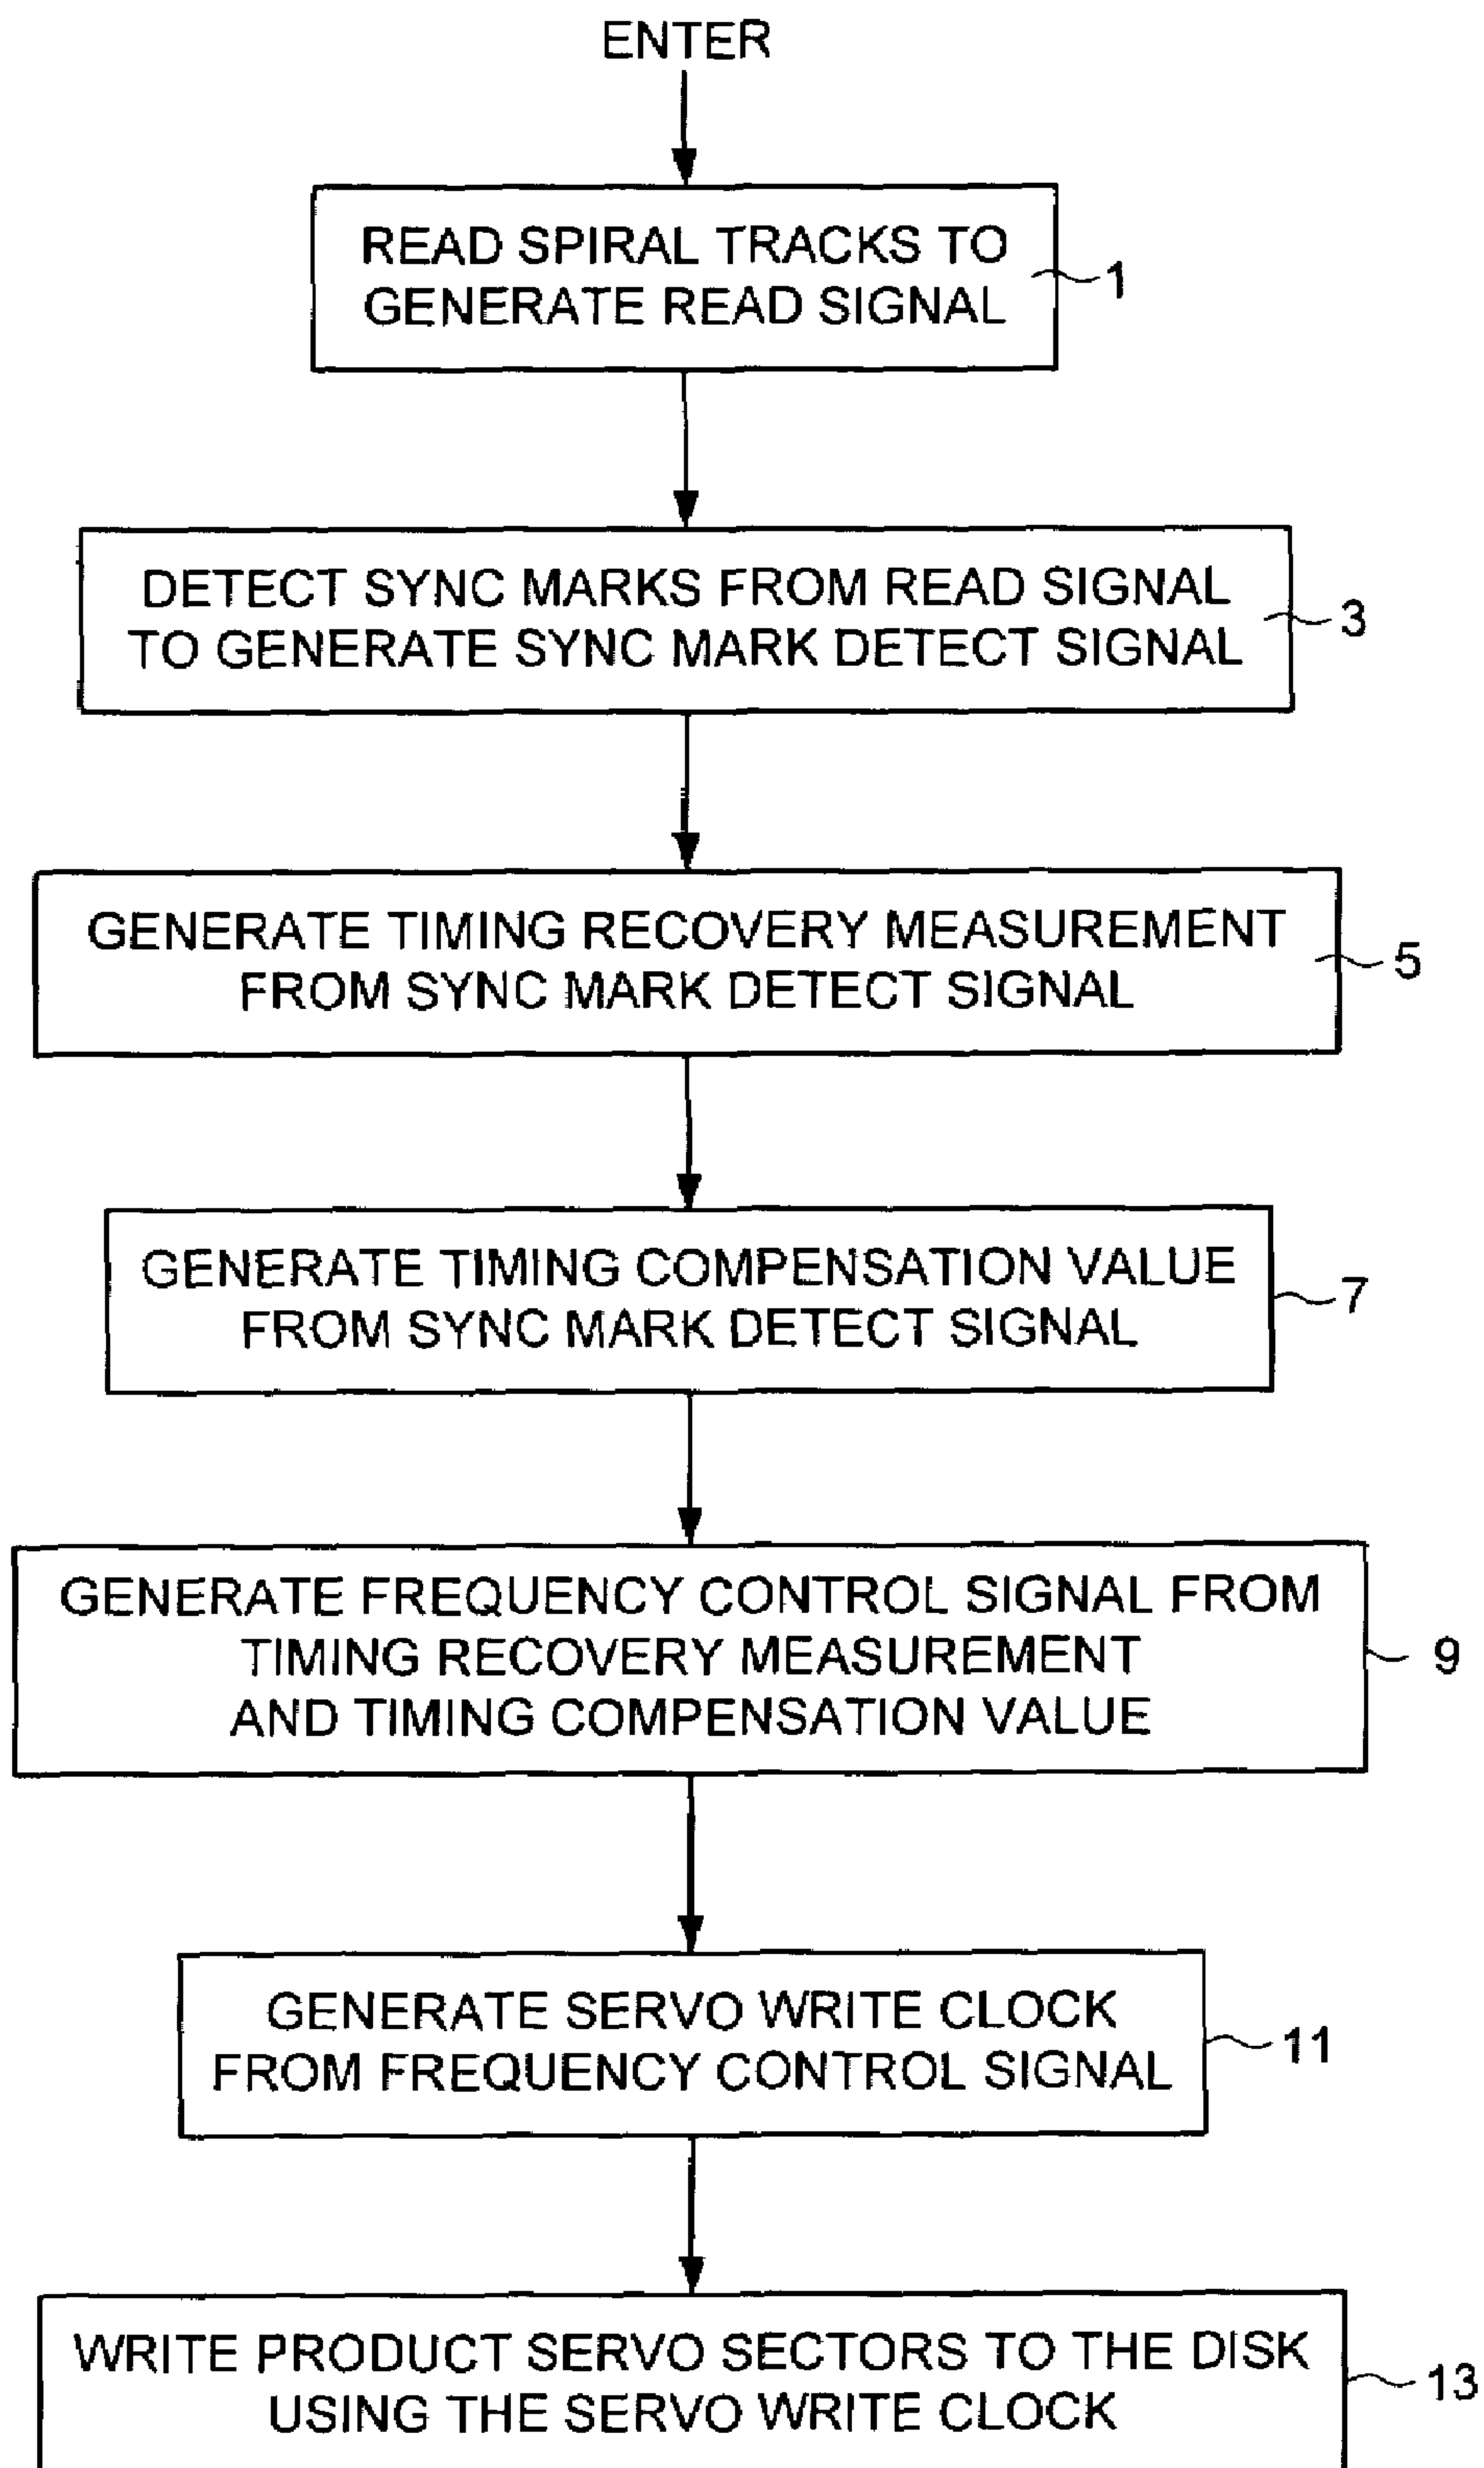 ENTER
READ SPIRAL TRACKS TO
GENERATE READ SIGNAL
1
DETECT SYNC MARKS FROM READ SIGNAL
TO GENERATE SYNC MARK DETECT SIGNAL
3
GENERATE TIMING RECOVERY MEASUREMENT
FROM SYNC MARK DETECT SIGNAL
5
GENERATE TIMING COMPENSATION VALUE
FROM SYNC MARK DETECT SIGNAL
7
GENERATE FREQUENCY CONTROL SIGNAL FROM
TIMING RECOVERY MEASUREMENT
AND TIMING COMPENSATION VALUE
9
GENERATE SERVO WRITE CLOCK
FROM FREQUENCY CONTROL SIGNAL
11
WRITE PRODUCT SERVO SECTORS TO THE DISK
USING THE SERVO WRITE CLOCK
13